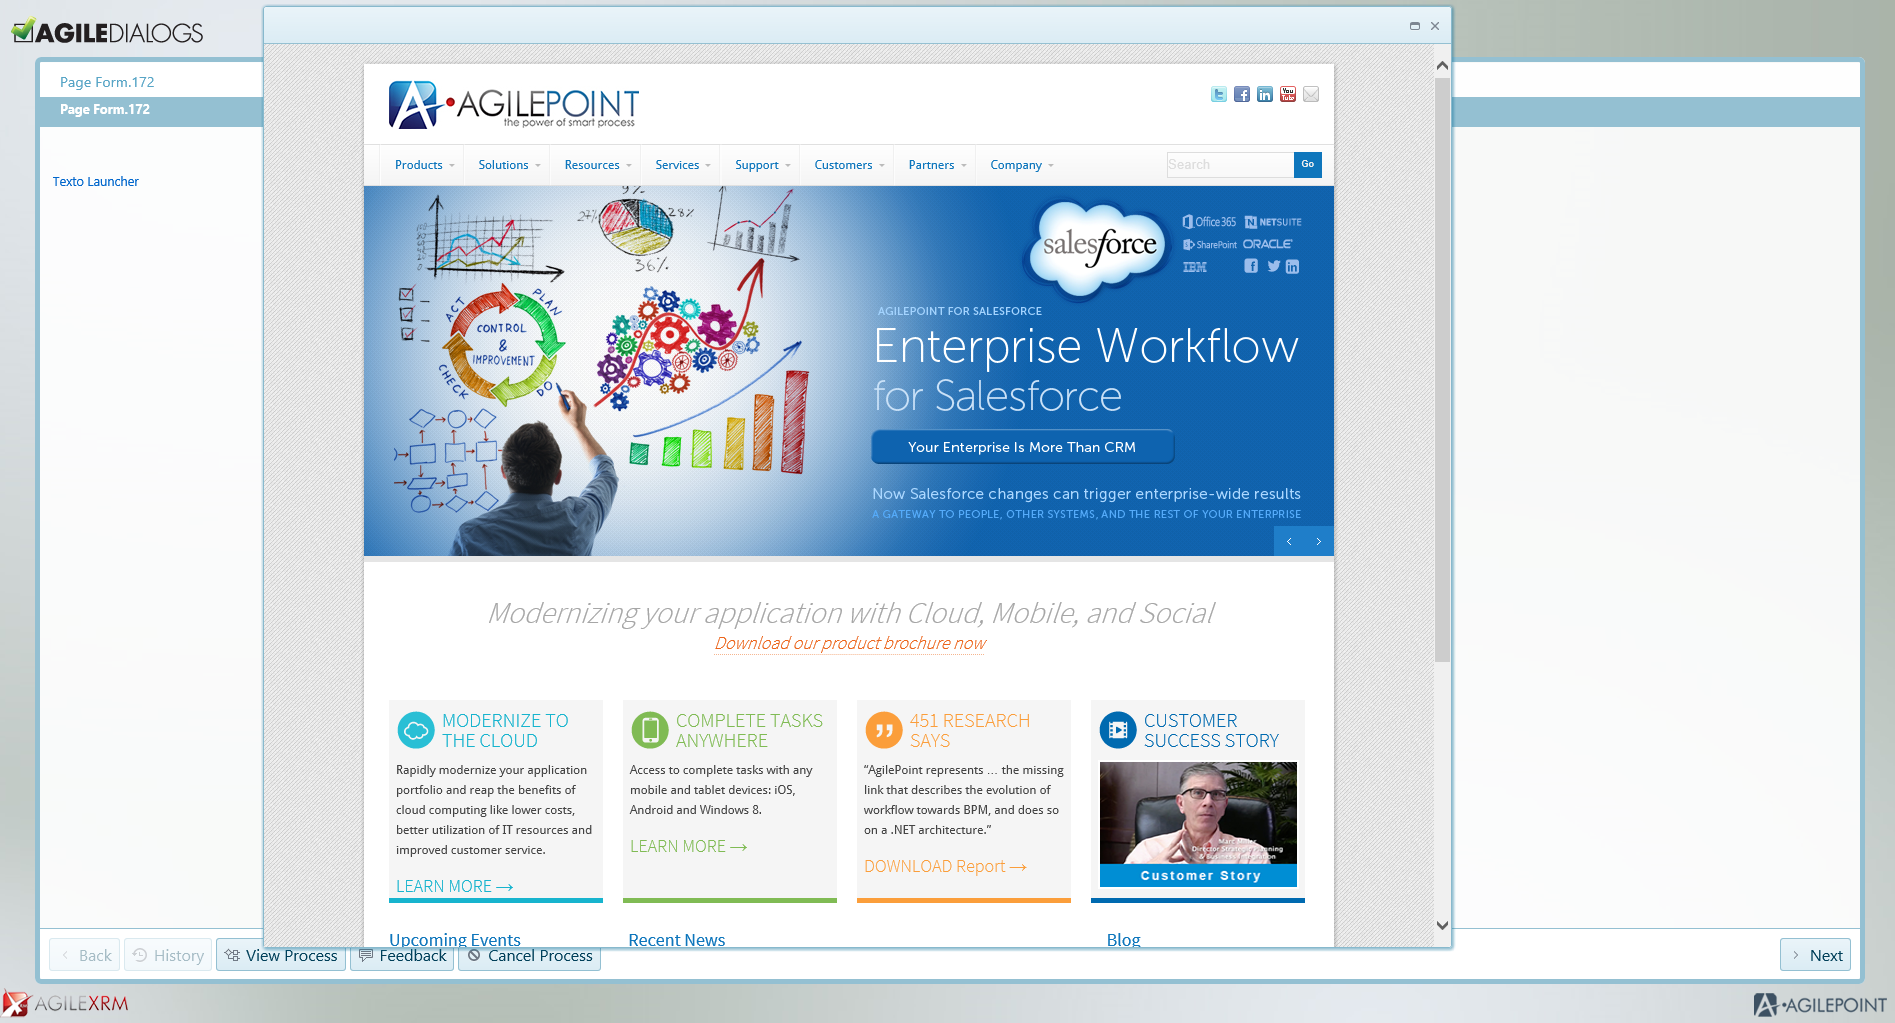 AGILEDIALOGS
Page Form.172
Page Form.172
Texto Launcher
AGILEPOINT
the power of smart process
Products
Solutions
Resources
Services
Support
Customers
Partners
Company
Search
Go
9%
27%
28%
36%
ACT
PLAN
CONTROL
&
IMPROVEMENT
CHECK
DO
salesforce
Office 365
NETSUITE
SharePoint
ORACLE
IBM
AGILEPOINT FOR SALESFORCE
Enterprise Workflow
for Salesforce
Your Enterprise Is More Than CRM
Now Salesforce changes can trigger enterprise-wide results
A GATEWAY TO PEOPLE, OTHER SYSTEMS, AND THE REST OF YOUR ENTERPRISE
Modernizing your application with Cloud, Mobile, and Social
Download our product brochure now
MODERNIZE TO
THE CLOUD
Rapidly modernize your application
portfolio and reap the benefits of
cloud computing like lower costs,
better utilization of IT resources and
improved customer service.
LEARN MORE →
COMPLETE TASKS
ANYWHERE
Access to complete tasks with any
mobile and tablet devices: iOS,
Android and Windows 8.
LEARN MORE →
451 RESEARCH
SAYS
“AgilePoint represents … the missing
link that describes the evolution of
workflow towards BPM, and does so
on a .NET architecture.”
DOWNLOAD Report →
CUSTOMER
SUCCESS STORY
Director Strategic Planning
& Business Integration
Customer Story
Upcoming Events
Recent News
Blog
Back
History
View Process
Feedback
Cancel Process
Next
AGILEXRM
AGILEPOINT